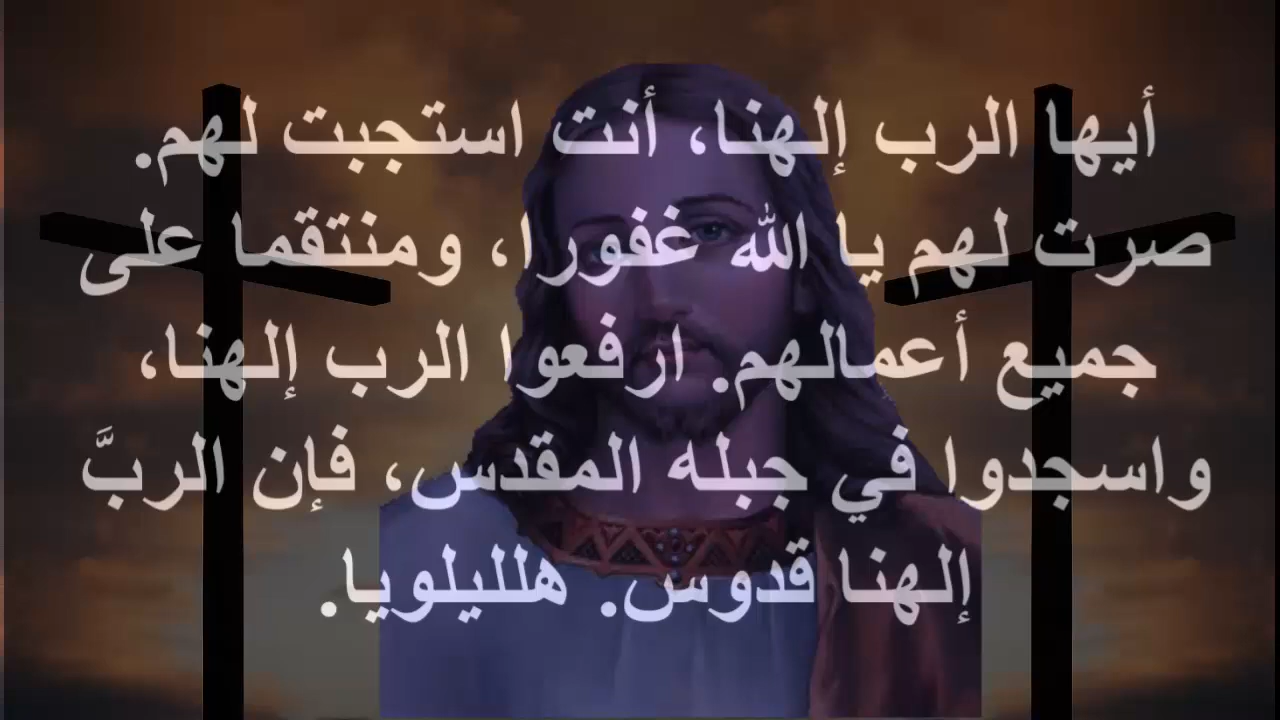 أيها الرب إلهنا، أنت استجبت لهم.
صرت لهم يا الله غفورا، ومنتقما على
جميع أعمالهم. ارفعوا الرب إلهنا،
واسجدوا في جبله المقدس، فإن الربَّ
إلهنا قدوس. هلليلويا.